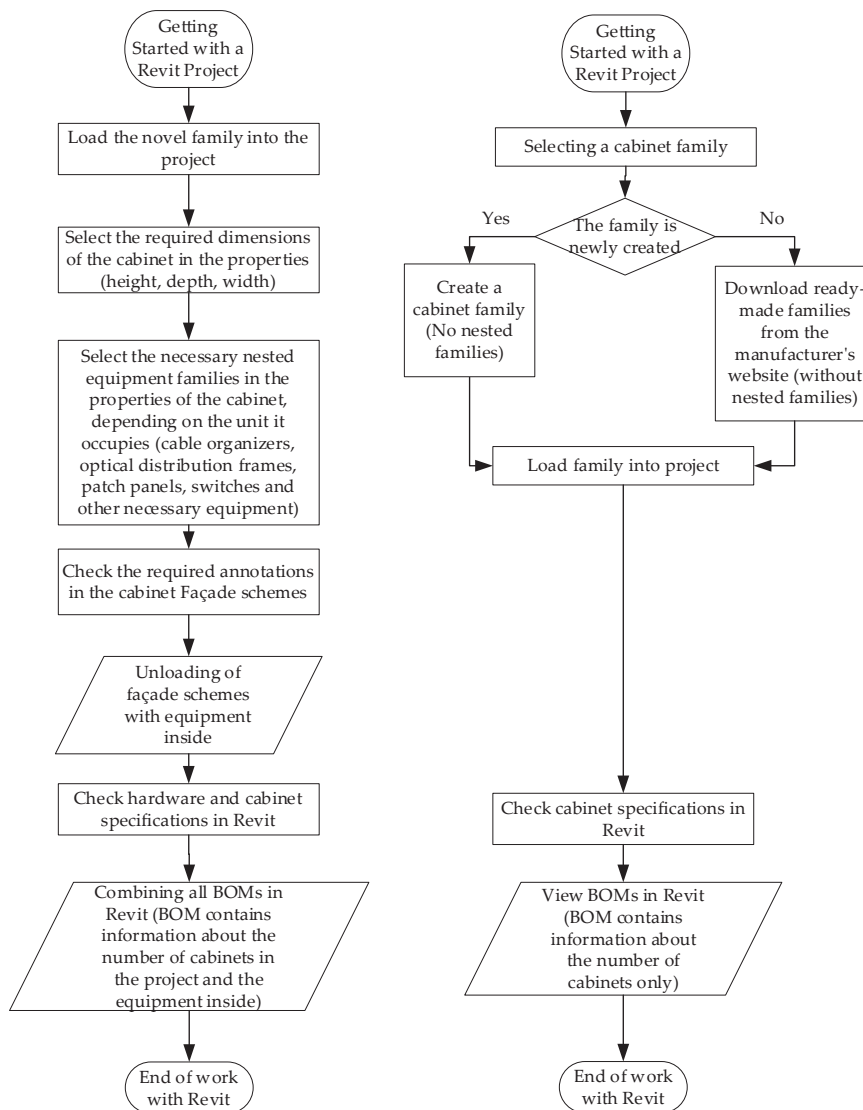 Getting
Started with a
Revit Project
Load the novel family into the
project
Select the required dimensions
of the cabinet in the properties
(height, depth, width)
Select the necessary nested
equipment families in the
properties of the cabinet,
depending on the unit it
occupies (cable organizers,
optical distribution frames,
patch panels, switches and
other necessary equipment)
Check the required annotations
in the cabinet Façade schemes
Unloading of
façade schemes
with equipment
inside
Check hardware and cabinet
specifications in Revit
Combining all BOMs in
Revit (BOM contains
information about the
number of cabinets in
the project and the
equipment inside)
End of work
with Revit
Getting
Started with a
Revit Project
Selecting a cabinet family
The family is
newly created
Yes
No
Create a
cabinet family
(No nested
families)
Download ready-
made families
from the
manufacturer's
website (without
nested families)
Load family into project
Check cabinet specifications in
Revit
View BOMs in Revit
(BOM contains
information about
the number of
cabinets only)
End of work
with Revit